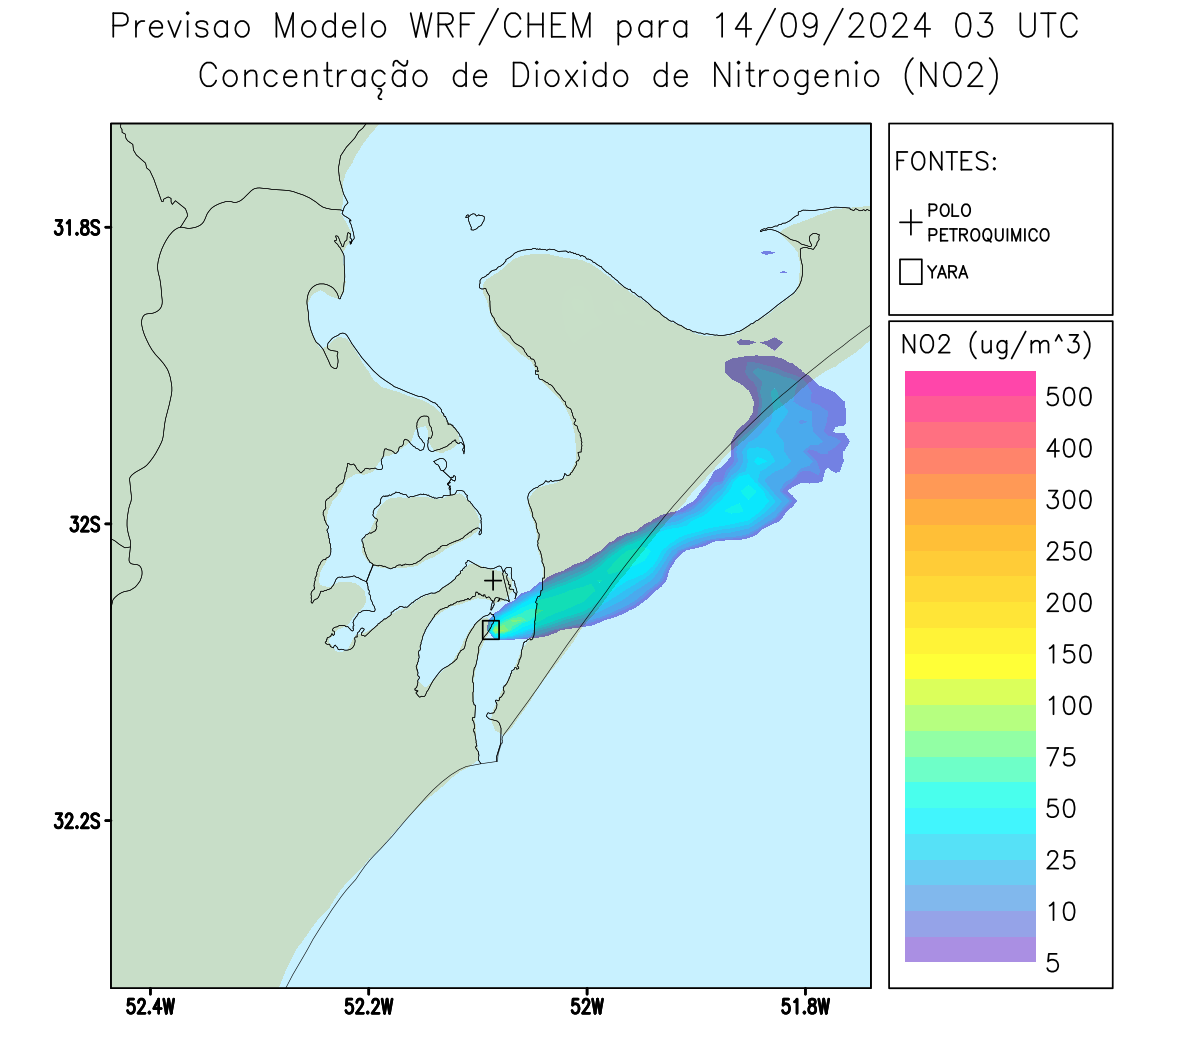 Previsao Modelo WRF/CHEM para 14/09/2024 03 UTC
Concentração de Dioxido de Nitrogenio (NO2)
FONTES:
POLO
PETROQUIMICO
YARA
NO2 (ug/m^3)
500
400
300
250
200
150
100
75
50
25
10
5
31.8S
32S
32.2S
52.4W
52.2W
52W
51.8W